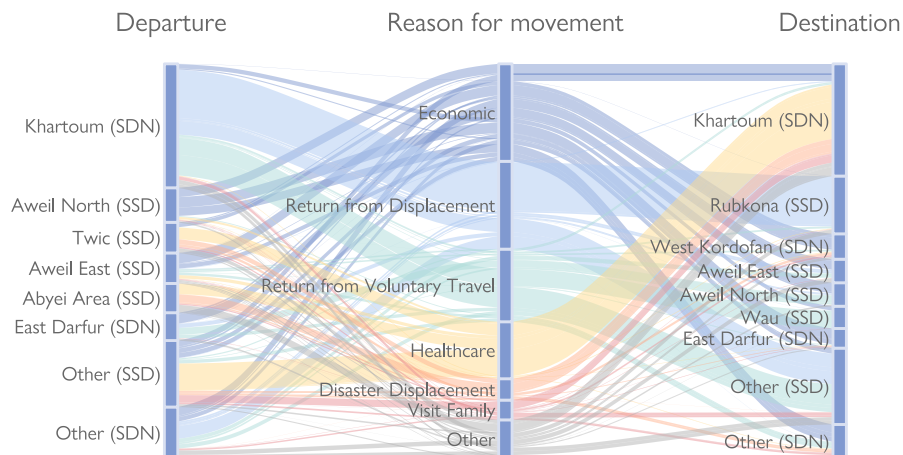 Departure
Reason for movement
Destination
Khartoum (SDN)
Aweil North (SSD)
Twic (SSD)
Aweil East (SSD)
Abyei Area (SSD)
East Darfur (SDN)
Other (SSD)
Other (SDN)
Economic
Return from Displacement
Return from Voluntary Travel
Healthcare
Disaster Displacement
Visit Family
Other
Khartoum (SDN)
Rubkona (SSD)
West Kordofan (SDN)
Aweil East (SSD)
Aweil North (SSD)
Wau (SSD)
East Darfur (SDN)
Other (SSD)
Other (SDN)